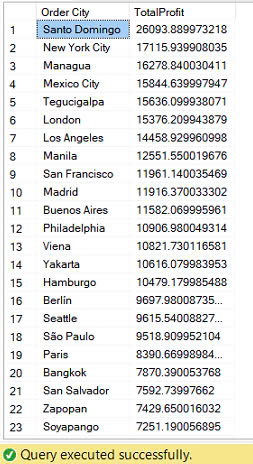 Order City TotalProfit
1 Santo Domingo 26093.889973218
2 New York City 17115.939908035
3 Managua 16278.840030411
4 Mexico City 15844.639997947
5 Tegucigalpa 15636.099938071
6 London 15376.209943879
7 Los Angeles 14458.929960998
8 Manila 12551.550019676
9 San Francisco 11961.140035469
10 Madrid 11916.370033302
11 Buenos Aires 11582.069995961
12 Philadelphia 10906.980049314
13 Viena 10821.730116581
14 Yakarta 10616.079983953
15 Hamburgo 10479.179985488
16 Berlín 9697.98008735...
17 Seattle 9615.54008827...
18 São Paulo 9518.909952104
19 Paris 8390.66998984...
20 Bangkok 7870.390053768
21 San Salvador 7592.73997662
22 Zapopan 7429.650016032
23 Soyapango 7251.190056895
Query executed successfully.